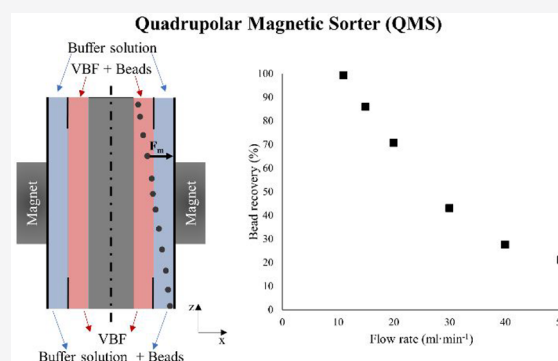 Quadrupolar Magnetic Sorter (QMS)
Buffer solution
VBF + Beads
Fm
Magnet
Magnet
VBF
Buffer solution + Beads
z
x
Bead recovery (%)
100
90
80
70
60
50
40
30
20
10
0
0
10
20
30
40
Flow rate (ml·min⁻¹)